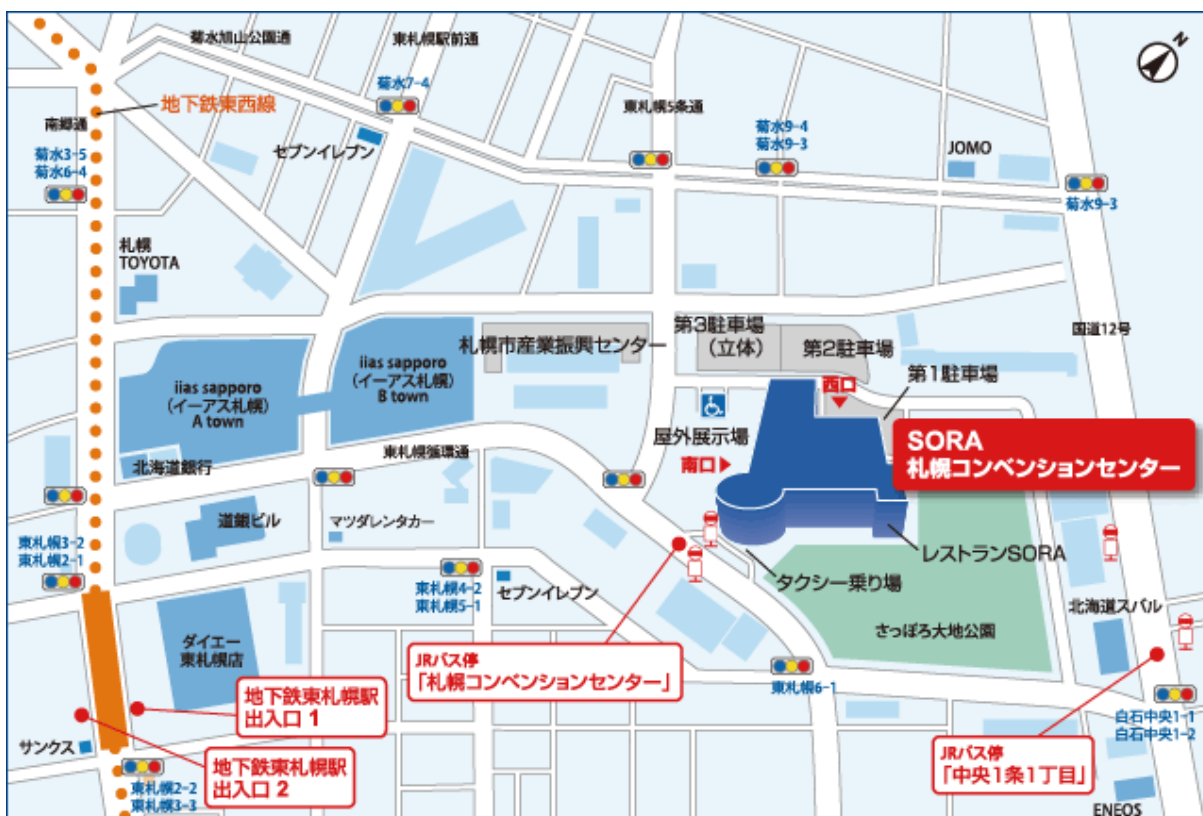 菊水旭山公園通
東札幌駅前通
N
菊水7-4
地下鉄東西線
東札幌5条通
南郷通
菊水3-5
菊水6-4
セブンイレブン
菊水9-4
菊水9-3
JOMO
菊水9-3
札幌
TOYOTA
国道12号
第3駐車場
(立体)
札幌市産業振興センター
第2駐車場
iias sapporo
(イーアス札幌)
A town
iias sapporo
(イーアス札幌)
B town
西口
第1駐車場
屋外展示場
SORA
札幌コンベンションセンター
東札幌循環通
南口
北海道銀行
道銀ビル
マツダレンタカー
東札幌3-2
東札幌2-1
レストランSORA
タクシー乗り場
東札幌4-2
東札幌5-1
セブンイレブン
北海道スバル
さっぽろ大地公園
ダイエー
東札幌店
JRバス停
「札幌コンベンションセンター」
東札幌6-1
地下鉄東札幌駅
出入口 1
白石中央1-1
白石中央1-2
サンクス
地下鉄東札幌駅
出入口 2
JRバス停
「中央1条1丁目」
東札幌2-2
東札幌3-3
ENEOS